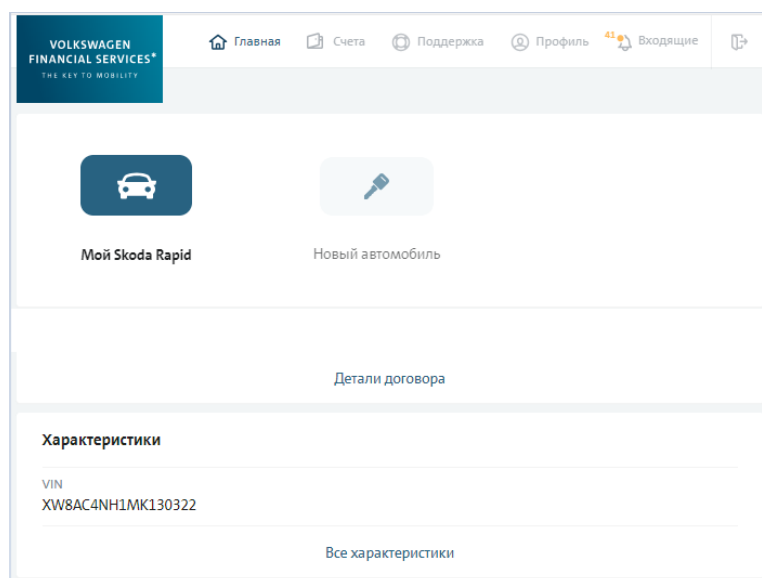 VOLKSWAGEN
FINANCIAL SERVICES*
THE KEY TO MOBILITY
Главная
Счета
Поддержка
Профиль
41
Входящие
Мой Skoda Rapid
Новый автомобиль
Детали договора
Характеристики
VIN
XW8AC4NH1MK130322
Все характеристики